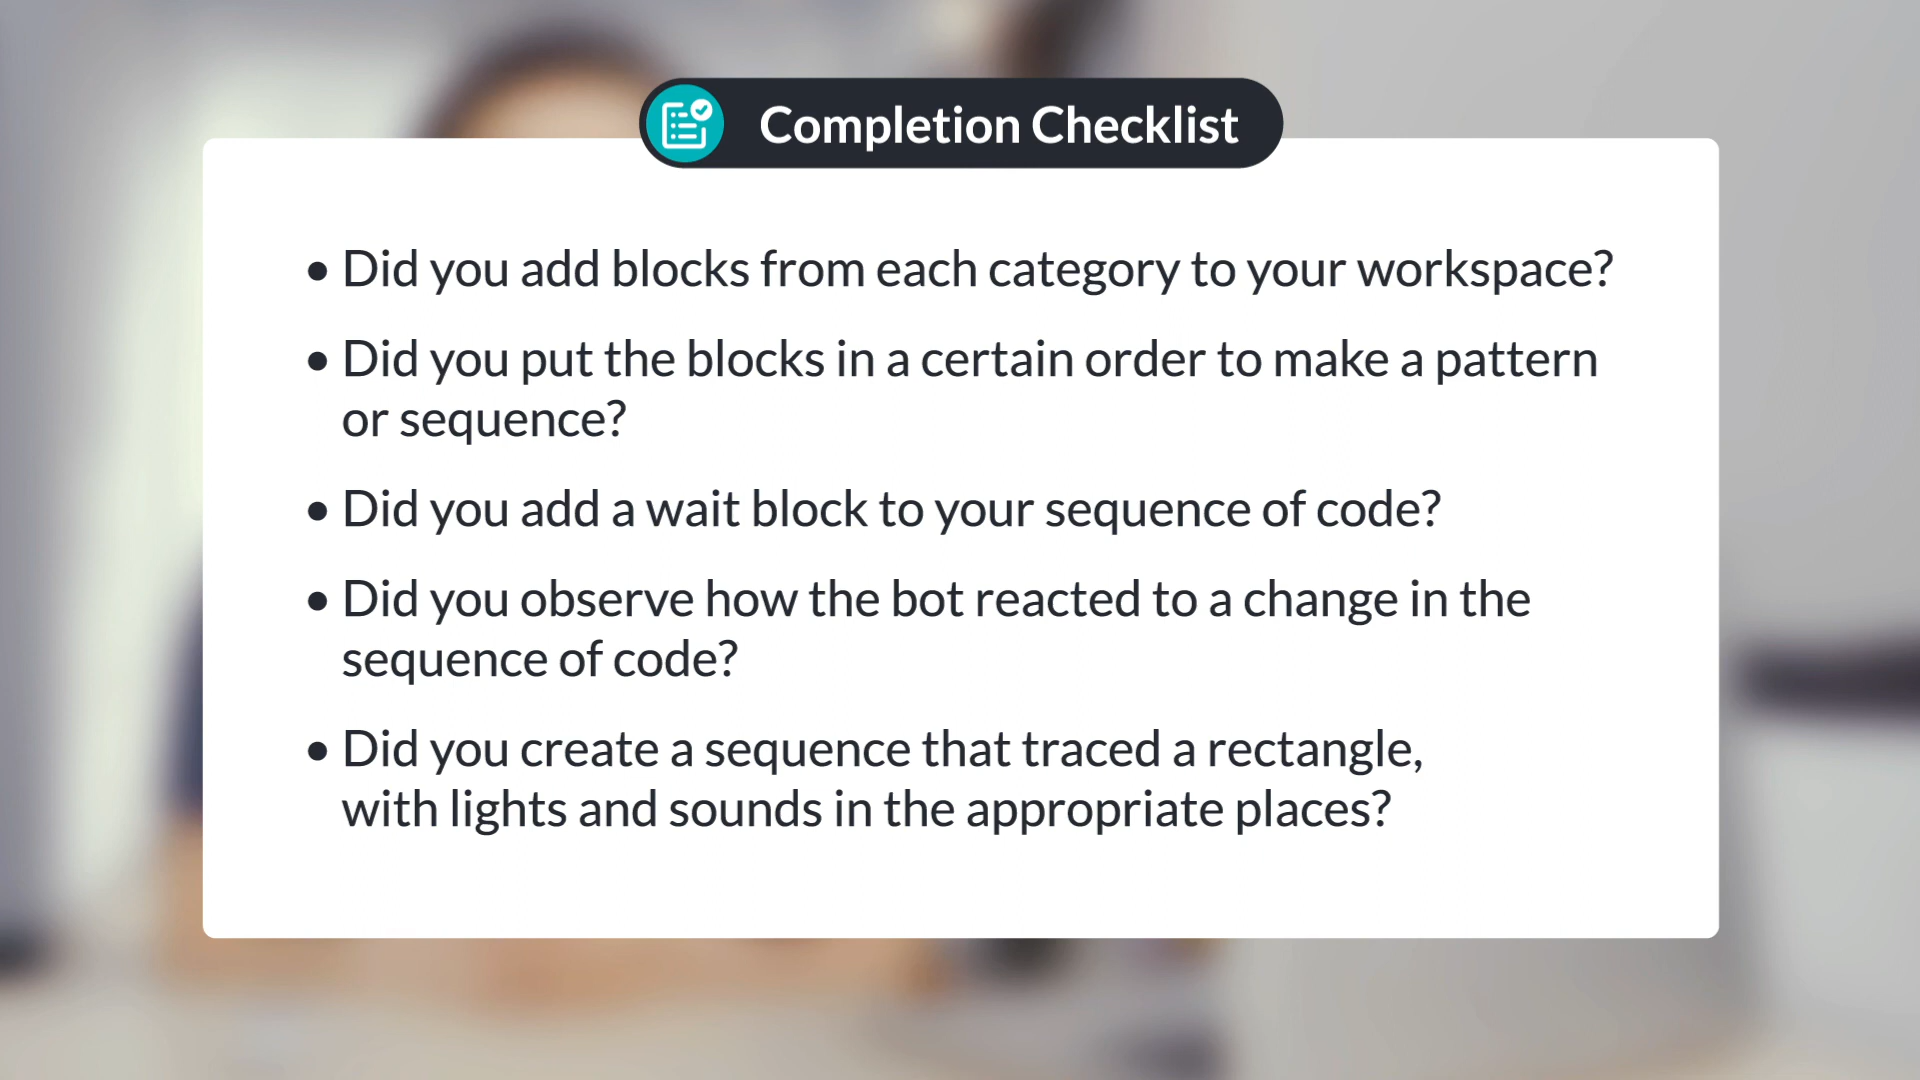 Completion Checklist
• Did you add blocks from each category to your workspace?
• Did you put the blocks in a certain order to make a pattern
or sequence?
• Did you add a wait block to your sequence of code?
• Did you observe how the bot reacted to a change in the
sequence of code?
• Did you create a sequence that traced a rectangle,
with lights and sounds in the appropriate places?